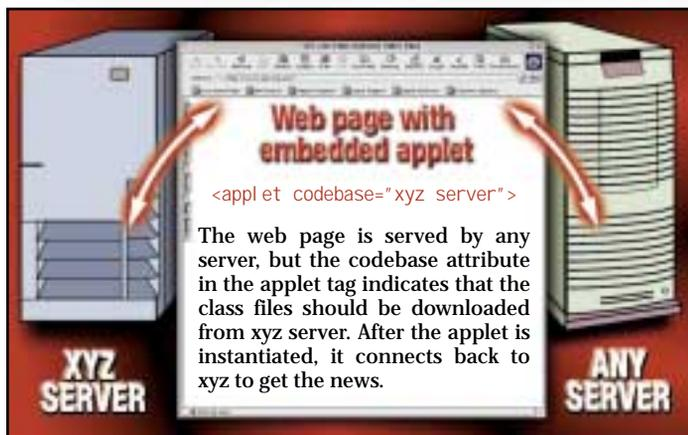 Web page with
embedded applet
<applet codebase="xyz server">
The web page is served by any
server, but the codebase attribute
in the applet tag indicates that the
class files should be downloaded
from xyz server. After the applet is
instantiated, it connects back to
xyz to get the news.
XYZ
SERVER
ANY
SERVER